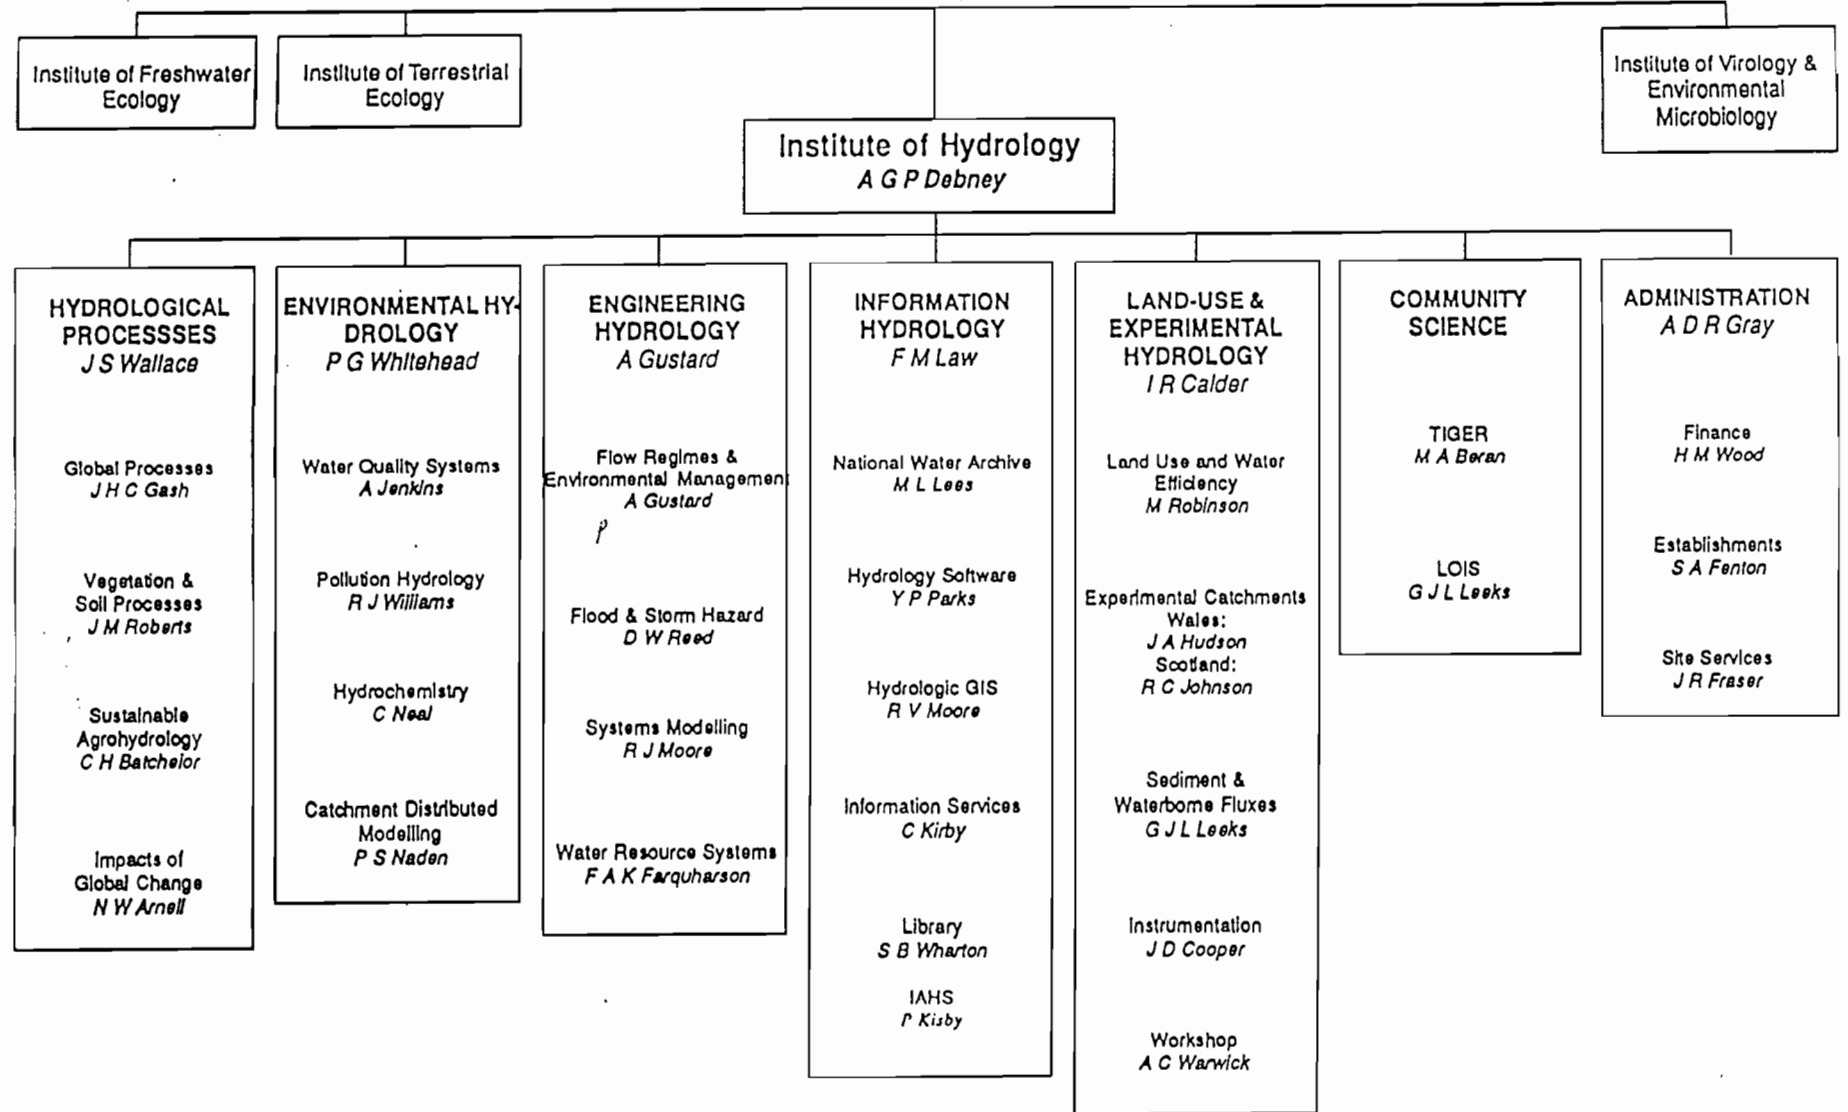 Institute of Freshwater
Ecology
Institute of Terrestrial
Ecology
Institute of Virology &
Environmental
Microbiology
Institute of Hydrology
A G P Debney
HYDROLOGICAL
PROCESSSES
J S Wallace
Global Processes
J H C Gash
Vegetation &
Soil Processes
J M Roberts
Sustainable
Agrohydrology
C H Batchelor
Impacts of
Global Change
N W Arnell
ENVIRONMENTAL HY-
DROLOGY
P G Whitehead
Water Quality Systems
A Jenkins
Pollution Hydrology
R J Williams
Hydrochemistry
C Neal
Catchment Distributed
Modelling
P S Naden
ENGINEERING
HYDROLOGY
A Gustard
Flow Regimes &
Environmental Managemen
A Gustard
Flood & Storm Hazard
D W Reed
Systems Modelling
R J Moore
Water Resource Systems
F A K Farquharson
INFORMATION
HYDROLOGY
F M Law
National Water Archive
M L Lees
Hydrology Software
Y P Parks
Hydrologic GIS
R V Moore
Information Services
C Kirby
Library
S B Wharton
IAHS
P Kisby
LAND-USE &
EXPERIMENTAL
HYDROLOGY
I R Calder
Land Use and Water
Efficiency
M Robinson
Experimental Catchments
Wales:
J A Hudson
Scotland:
R C Johnson
Sediment &
Waterborne Fluxes
G J L Leeks
Instrumentation
J D Cooper
Workshop
A C Warwick
COMMUNITY
SCIENCE
TIGER
M A Beran
LOIS
G J L Leeks
ADMINISTRATION
A D R Gray
Finance
H M Wood
Establishments
S A Fenton
Site Services
J R Fraser